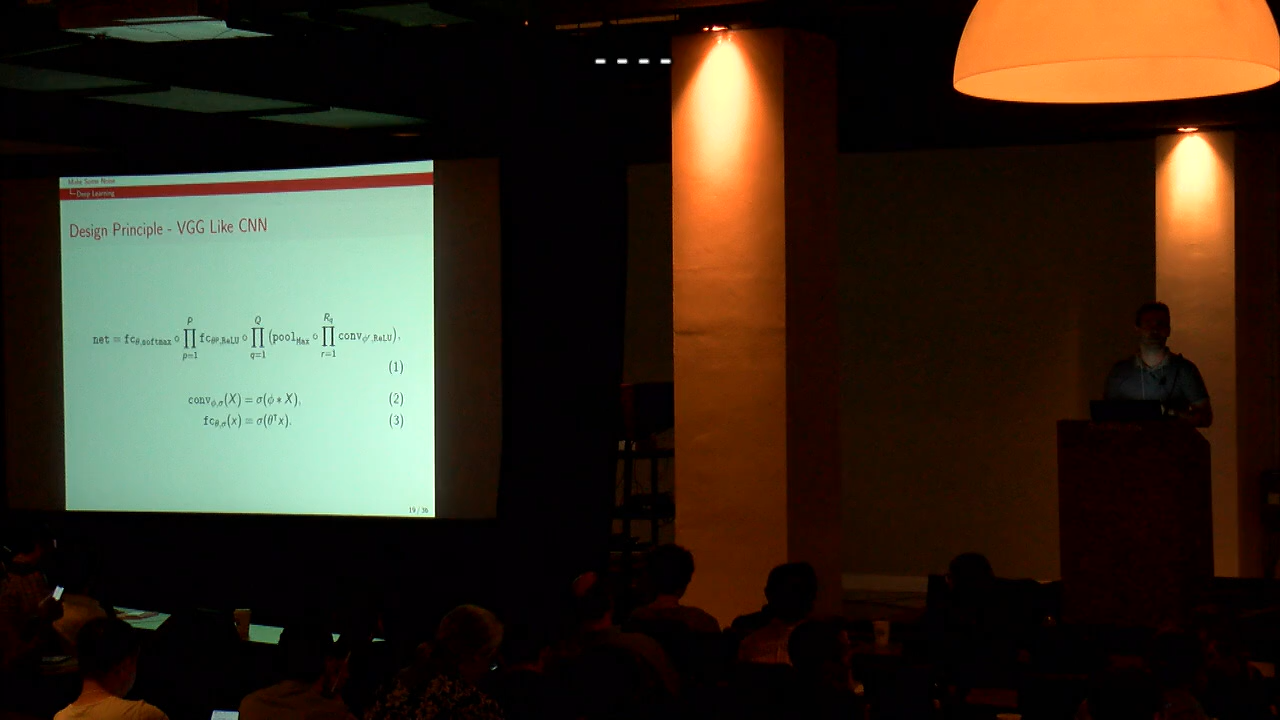 Make Some Noise
└ Deep Learning
Design Principle - VGG Like CNN
net = fc_{θ,softmax} ∘ ∏_{p=1}^{P} fc_{θ^p,ReLU} ∘ ∏_{q=1}^{Q} (pool_{Max} ∘ ∏_{r=1}^{R_q} conv_{ϕ^r,ReLU}),
(1)
conv_{ϕ,σ}(X) = σ(ϕ * X), (2)
fc_{θ,σ}(x) = σ(θ^T x). (3)
19 / 36